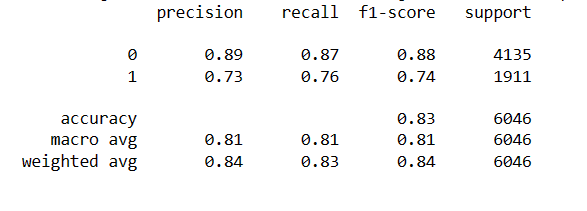 precision recall f1-score support
0 0.89 0.87 0.88 4135
1 0.73 0.76 0.74 1911
accuracy 0.83 6046
macro avg 0.81 0.81 0.81 6046
weighted avg 0.84 0.83 0.84 6046